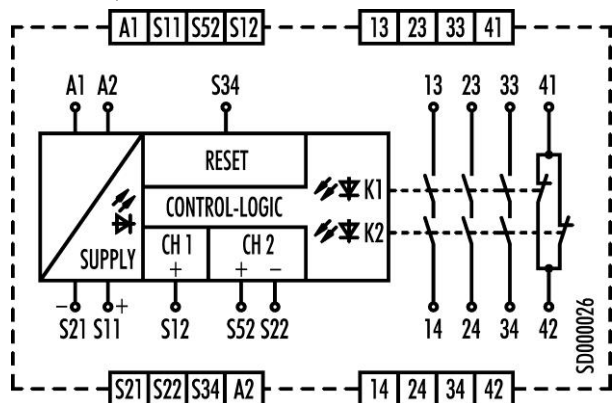 A1 S11 S52 S12 13 23 33 41
A1 A2 S34 13 23 33 41
RESET
K1
CONTROL-LOGIC
K2
SUPPLY CH 1 CH 2
+ + −
− +
S21 S11 S12 S52 S22 14 24 34 42
SD000026
S21 S22 S34 A2 14 24 34 42